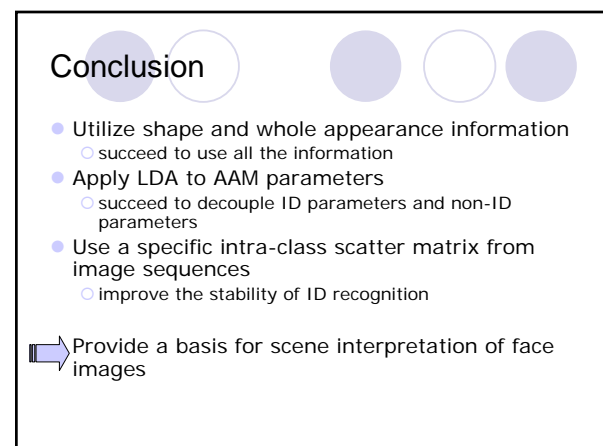 Conclusion
Utilize shape and whole appearance information
succeed to use all the information
Apply LDA to AAM parameters
succeed to decouple ID parameters and non-ID
parameters
Use a specific intra-class scatter matrix from
image sequences
improve the stability of ID recognition
Provide a basis for scene interpretation of face
images